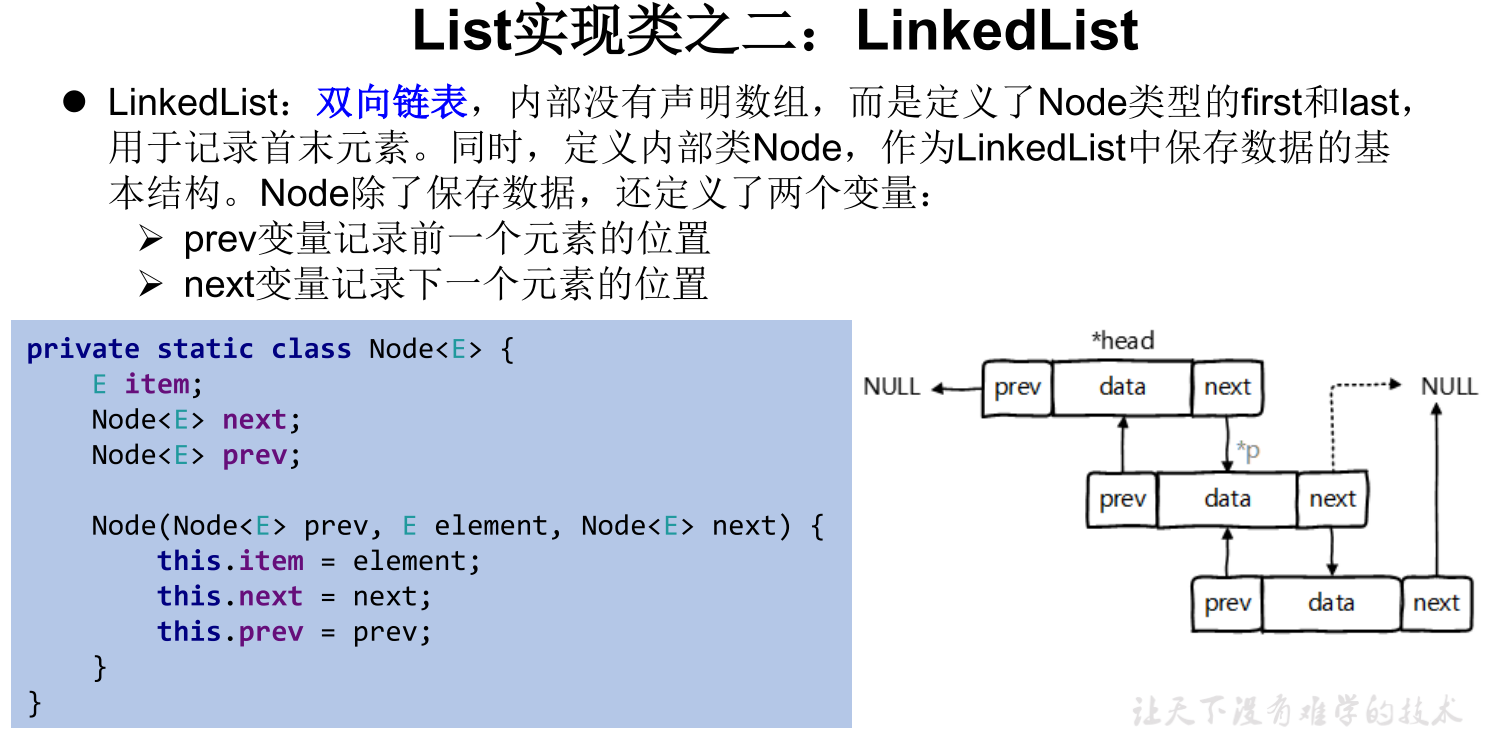 List实现类之二：LinkedList
● LinkedList：双向链表，内部没有声明数组，而是定义了Node类型的first和last，
用于记录首末元素。同时，定义内部类Node，作为LinkedList中保存数据的基
本结构。Node除了保存数据，还定义了两个变量：
➢ prev变量记录前一个元素的位置
➢ next变量记录下一个元素的位置
private static class Node<E> {
    E item;
    Node<E> next;
    Node<E> prev;

    Node(Node<E> prev, E element, Node<E> next) {
        this.item = element;
        this.next = next;
        this.prev = prev;
    }
}
*head
NULL prev data next NULL
*p
prev data next
prev data next
让天下没有难学的技术